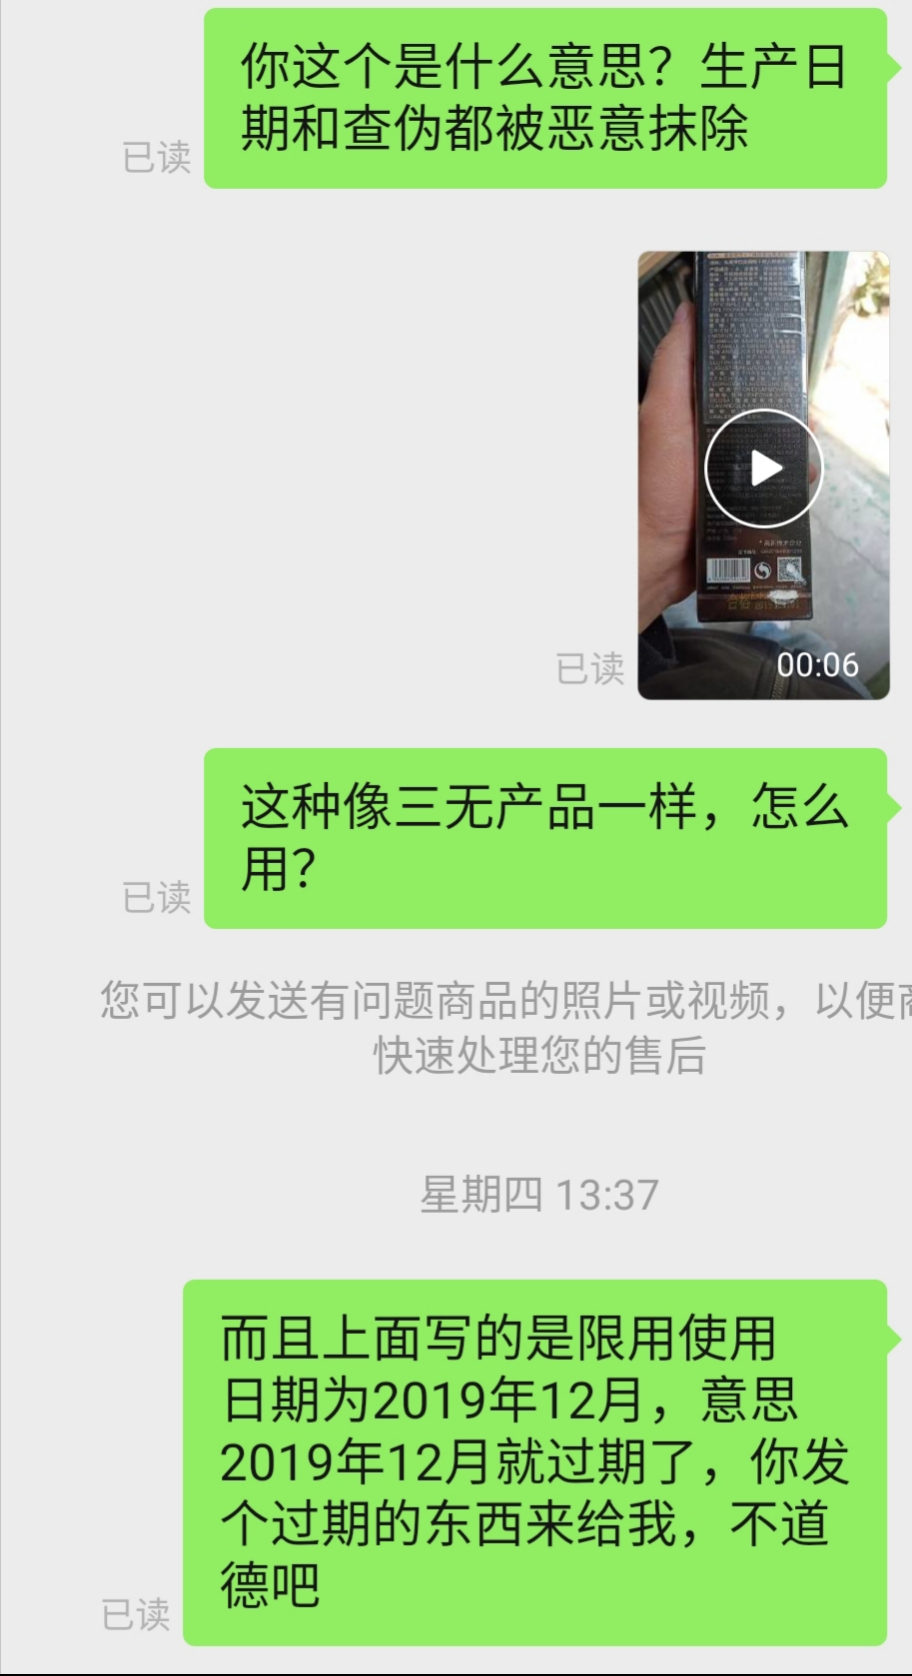 你这个是什么意思？生产日
期和查伪都被恶意抹除
已读
已读
00:06
这种像三无产品一样，怎么
用？
已读
您可以发送有问题商品的照片或视频，以便商
快速处理您的售后
星期四 13:37
而且上面写的是限用使用
日期为2019年12月，意思
2019年12月就过期了，你发
个过期的东西来给我，不道
德吧
已读